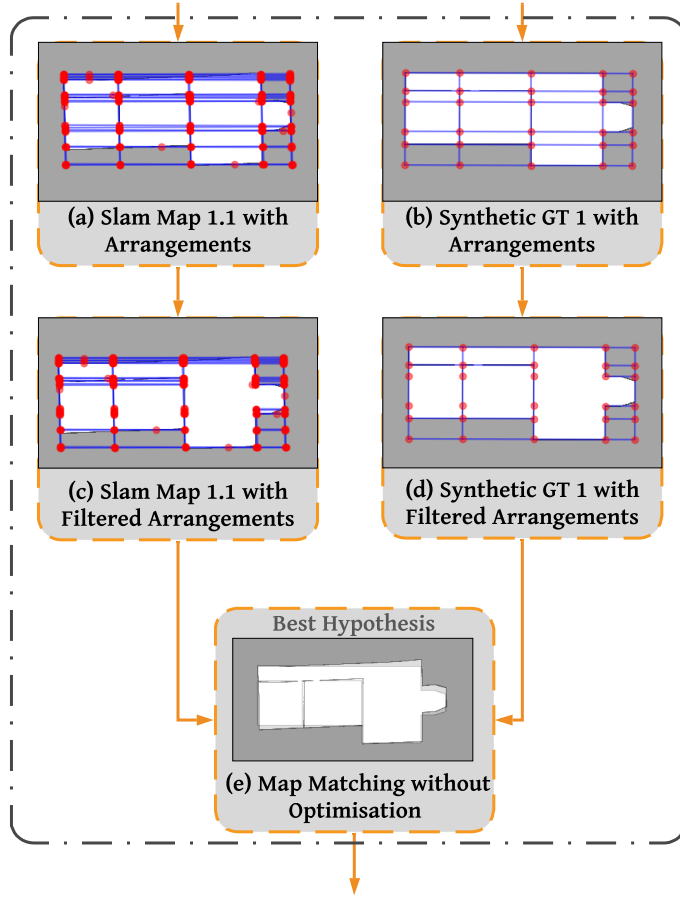 (a) Slam Map 1.1 with
Arrangements
(b) Synthetic GT 1 with
Arrangements
(c) Slam Map 1.1 with
Filtered Arrangements
(d) Synthetic GT 1 with
Filtered Arrangements
Best Hypothesis
(e) Map Matching without
Optimisation